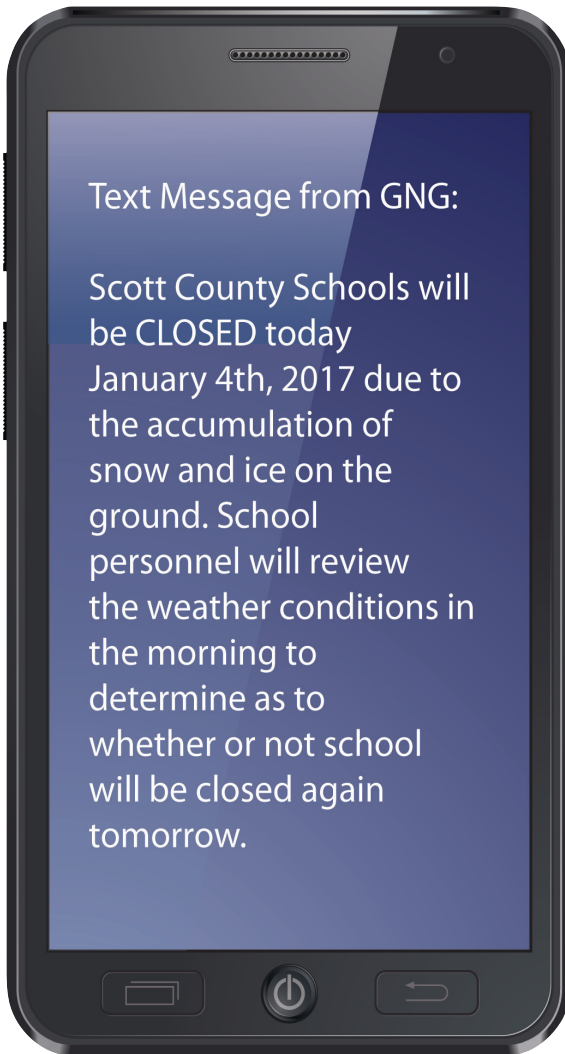 Text Message from GNG:
Scott County Schools will
be CLOSED today
January 4th, 2017 due to
the accumulation of
snow and ice on the
ground. School
personnel will review
the weather conditions in
the morning to
determine as to
whether or not school
will be closed again
tomorrow.